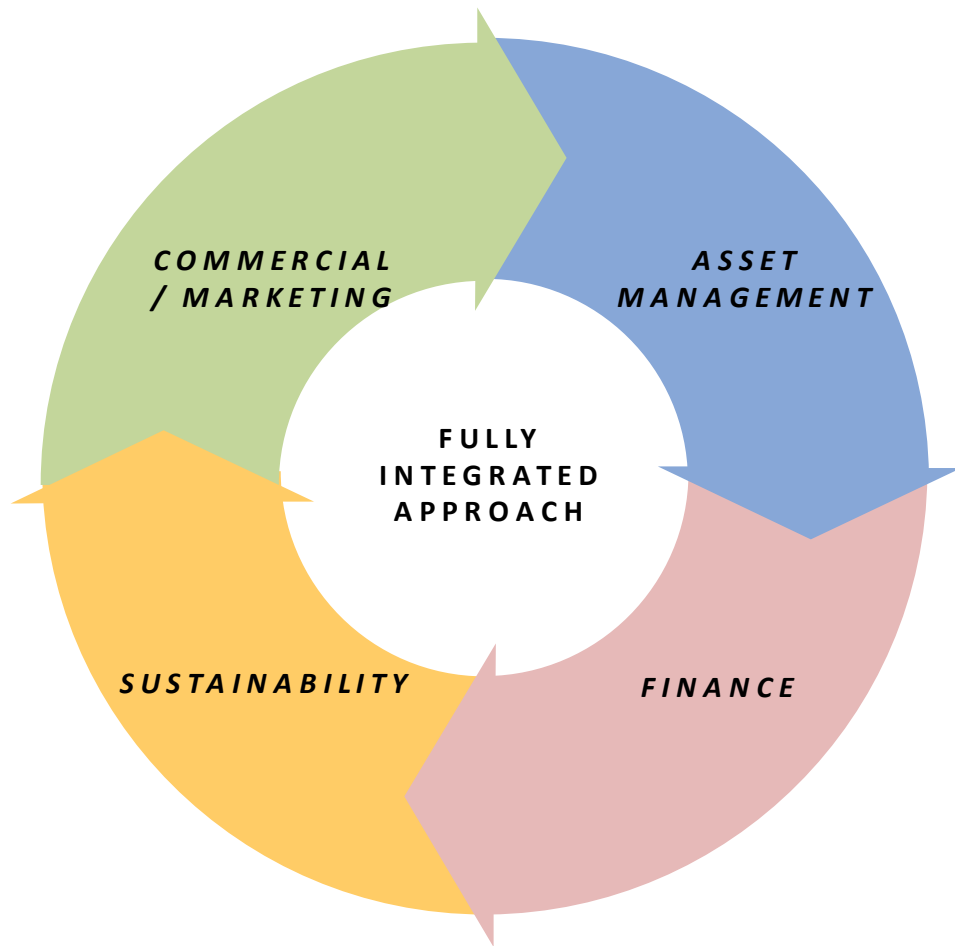 COMMERCIAL
/ MARKETING
ASSET
MANAGEMENT
FULLY
INTEGRATED
APPROACH
SUSTAINABILITY
FINANCE